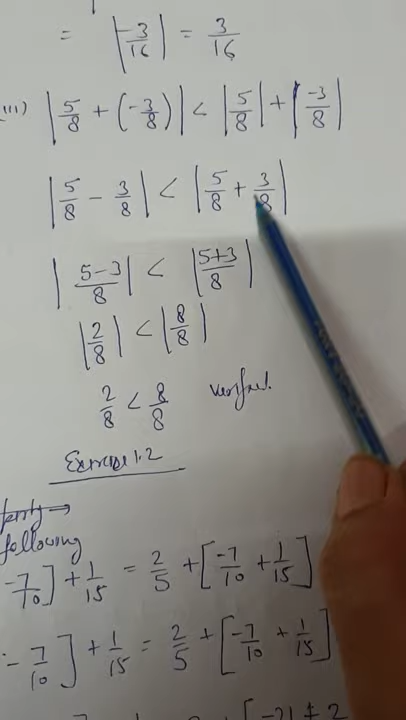 = |-3/16| = 3/16
(iii) |5/8 + (-3/8)| < |5/8| + |-3/8|
|5/8 - 3/8| < |5/8 + 3/8|
|5-3/8| < |5+3/8|
|2/8| < |8/8|
2/8 < 8/8
Exercise 1.2
following
-7/10] + 1/15 = 2/5 + [-7/10 + 1/15]
- 7/10] + 1/15 = 2/5 + [-7/10 + 1/15]